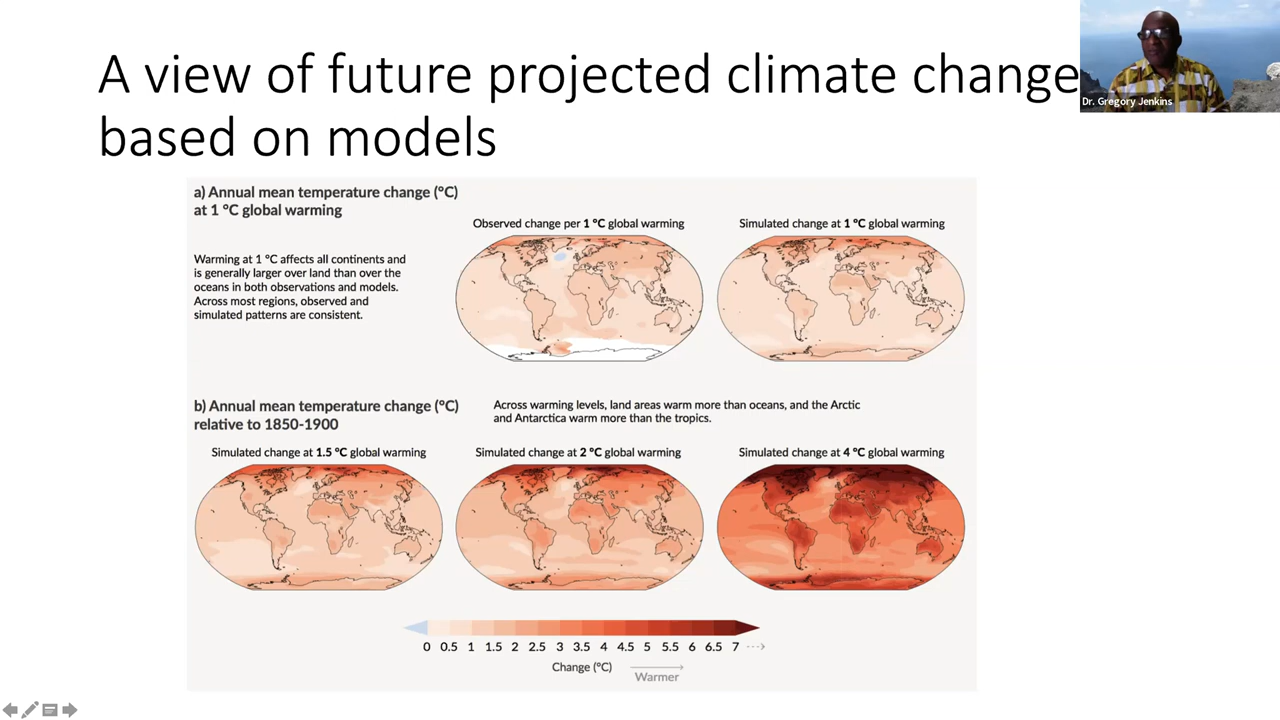 A view of future projected climate change
based on models
Dr. Gregory Jenkins
a) Annual mean temperature change (°C)
at 1 °C global warming
Warming at 1 °C affects all continents and
is generally larger over land than over the
oceans in both observations and models.
Across most regions, observed and
simulated patterns are consistent.
Observed change per 1 °C global warming
Simulated change at 1 °C global warming
b) Annual mean temperature change (°C)
relative to 1850-1900
Across warming levels, land areas warm more than oceans, and the Arctic
and Antarctica warm more than the tropics.
Simulated change at 1.5 °C global warming
Simulated change at 2 °C global warming
Simulated change at 4 °C global warming
0 0.5 1 1.5 2 2.5 3 3.5 4 4.5 5 5.5 6 6.5 7
Change (°C)
Warmer